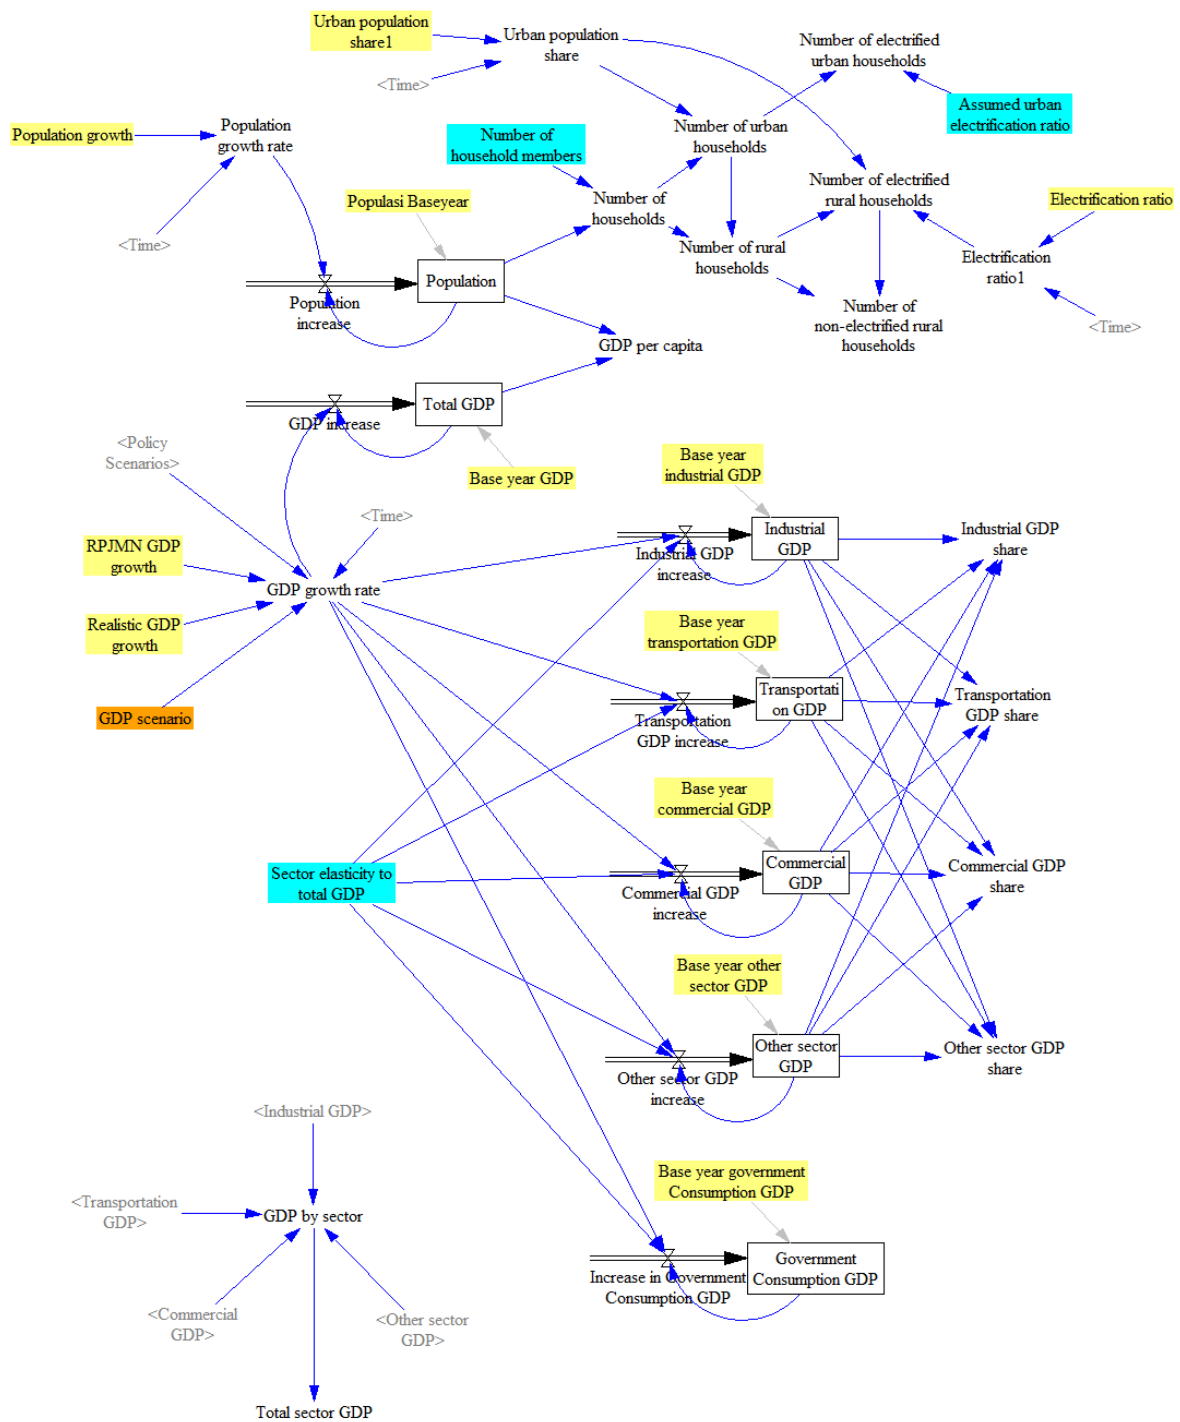 Urban population
share1
Urban population
share
Number of electrified
urban households
<Time>
Assumed urban
electrification ratio
Population growth
Population
growth rate
Number of
household members
Number of urban
households
Number of electrified
rural households
Electrification ratio
Populasi Baseyear
Number of
households
<Time>
Number of rural
households
Electrification
ratio1
Population
Population
increase
Number of
non-electrified rural
households
<Time>
GDP per capita
Total GDP
GDP increase
<Policy
Scenarios>
Base year GDP
Base year
industrial GDP
<Time>
Industrial
GDP
Industrial GDP
increase
Industrial GDP
share
RPJMN GDP
growth
GDP growth rate
Realistic GDP
growth
Base year
transportation GDP
GDP scenario
Transportati
on GDP
Transportation
GDP increase
Transportation
GDP share
Base year
commercial GDP
Sector elasticity to
total GDP
Commercial
GDP
Commercial GDP
increase
Commercial GDP
share
Base year other
sector GDP
Other sector
GDP
Other sector GDP
increase
Other sector GDP
share
<Industrial GDP>
Base year government
Consumption GDP
<Transportation
GDP>
GDP by sector
Government
Consumption GDP
Increase in Government
Consumption GDP
<Commercial
GDP>
<Other sector
GDP>
Total sector GDP